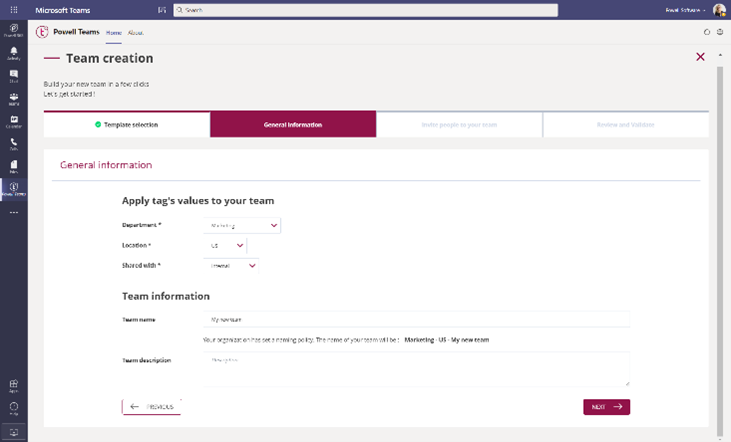 Microsoft Teams
Search
Powell Software
Powell Teams
Home
About
Activity
Chat
Teams
Calendar
Calls
Files
Powell Teams
Apps
Help
Team creation
Build your new team in a few clicks
Let's get started!
Template selection
General Information
Invite people to your team
Review and Validate
General information
Apply tag's values to your team
Department *
Marketing
Location *
US
Shared with *
Internal
Team information
Team name
My new team
Your organization has set a naming policy. The name of your team will be : Marketing - US - My new team
Team description
Description
PREVIOUS
NEXT